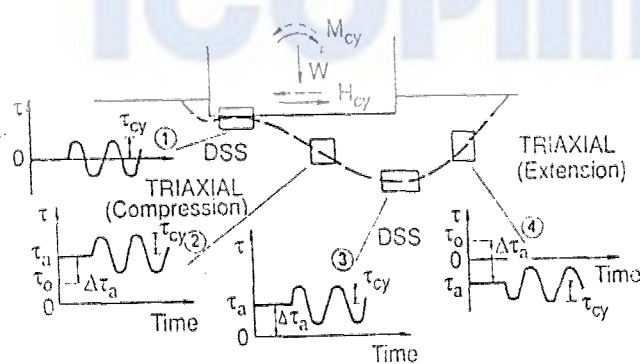 M_cy
W
H_cy
τ
0
τ_cy
①
DSS
TRIAXIAL
(Compression)
TRIAXIAL
(Extension)
τ
τ_a
τ_o
0
Δτ_a
τ_cy
②
Time
τ
τ_a
0
Δτ_a
③
τ_cy
DSS
Time
④
τ
τ_o
0
τ_a
Δτ_a
Time
τ_cy